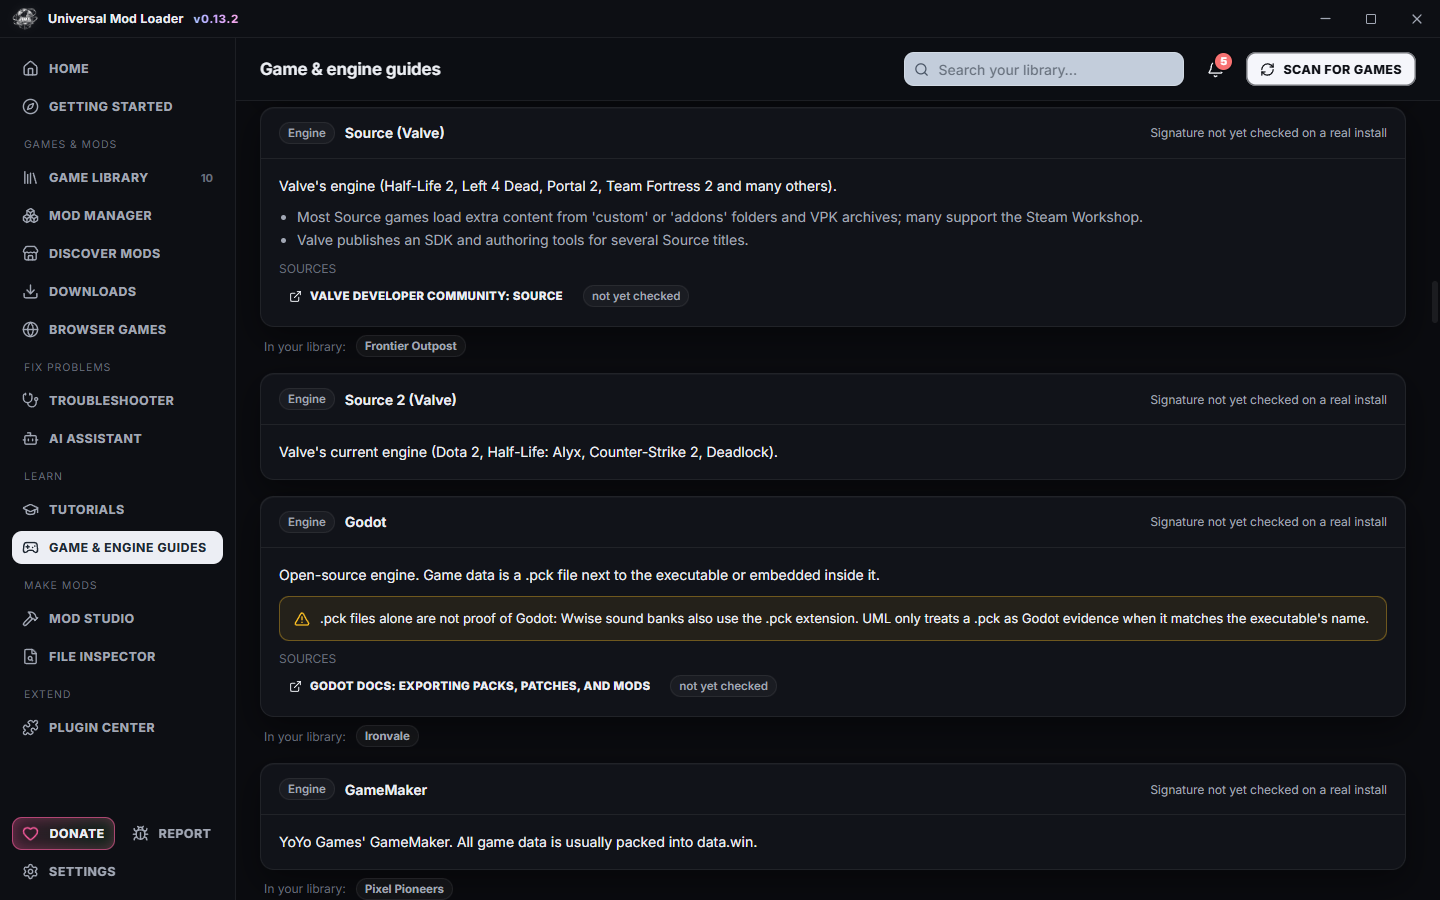 Universal Mod Loader v0.13.2
HOME
GETTING STARTED
GAMES & MODS
GAME LIBRARY 10
MOD MANAGER
DISCOVER MODS
DOWNLOADS
BROWSER GAMES
FIX PROBLEMS
TROUBLESHOOTER
AI ASSISTANT
LEARN
TUTORIALS
GAME & ENGINE GUIDES
MAKE MODS
MOD STUDIO
FILE INSPECTOR
EXTEND
PLUGIN CENTER
DONATE REPORT
SETTINGS
Game & engine guides
Search your library...
5
SCAN FOR GAMES
Engine Source (Valve) Signature not yet checked on a real install
Valve's engine (Half-Life 2, Left 4 Dead, Portal 2, Team Fortress 2 and many others).
• Most Source games load extra content from 'custom' or 'addons' folders and VPK archives; many support the Steam Workshop.
• Valve publishes an SDK and authoring tools for several Source titles.
SOURCES
VALVE DEVELOPER COMMUNITY: SOURCE not yet checked
In your library: Frontier Outpost
Engine Source 2 (Valve) Signature not yet checked on a real install
Valve's current engine (Dota 2, Half-Life: Alyx, Counter-Strike 2, Deadlock).
Engine Godot Signature not yet checked on a real install
Open-source engine. Game data is a .pck file next to the executable or embedded inside it.
.pck files alone are not proof of Godot: Wwise sound banks also use the .pck extension. UML only treats a .pck as Godot evidence when it matches the executable's name.
SOURCES
GODOT DOCS: EXPORTING PACKS, PATCHES, AND MODS not yet checked
In your library: Ironvale
Engine GameMaker Signature not yet checked on a real install
YoYo Games' GameMaker. All game data is usually packed into data.win.
In your library: Pixel Pioneers